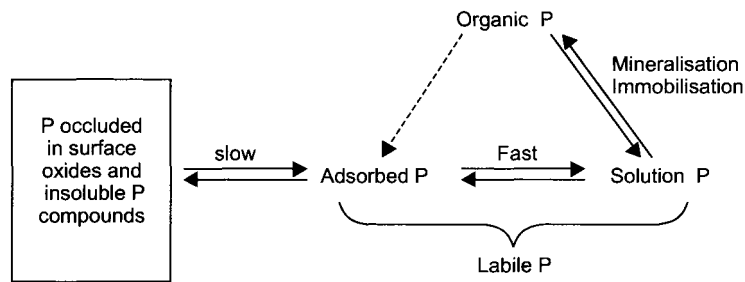 Organic P
Mineralisation
Immobilisation
P occluded
in surface
oxides and
insoluble P
compounds
slow
Adsorbed P
Fast
Solution P
Labile P